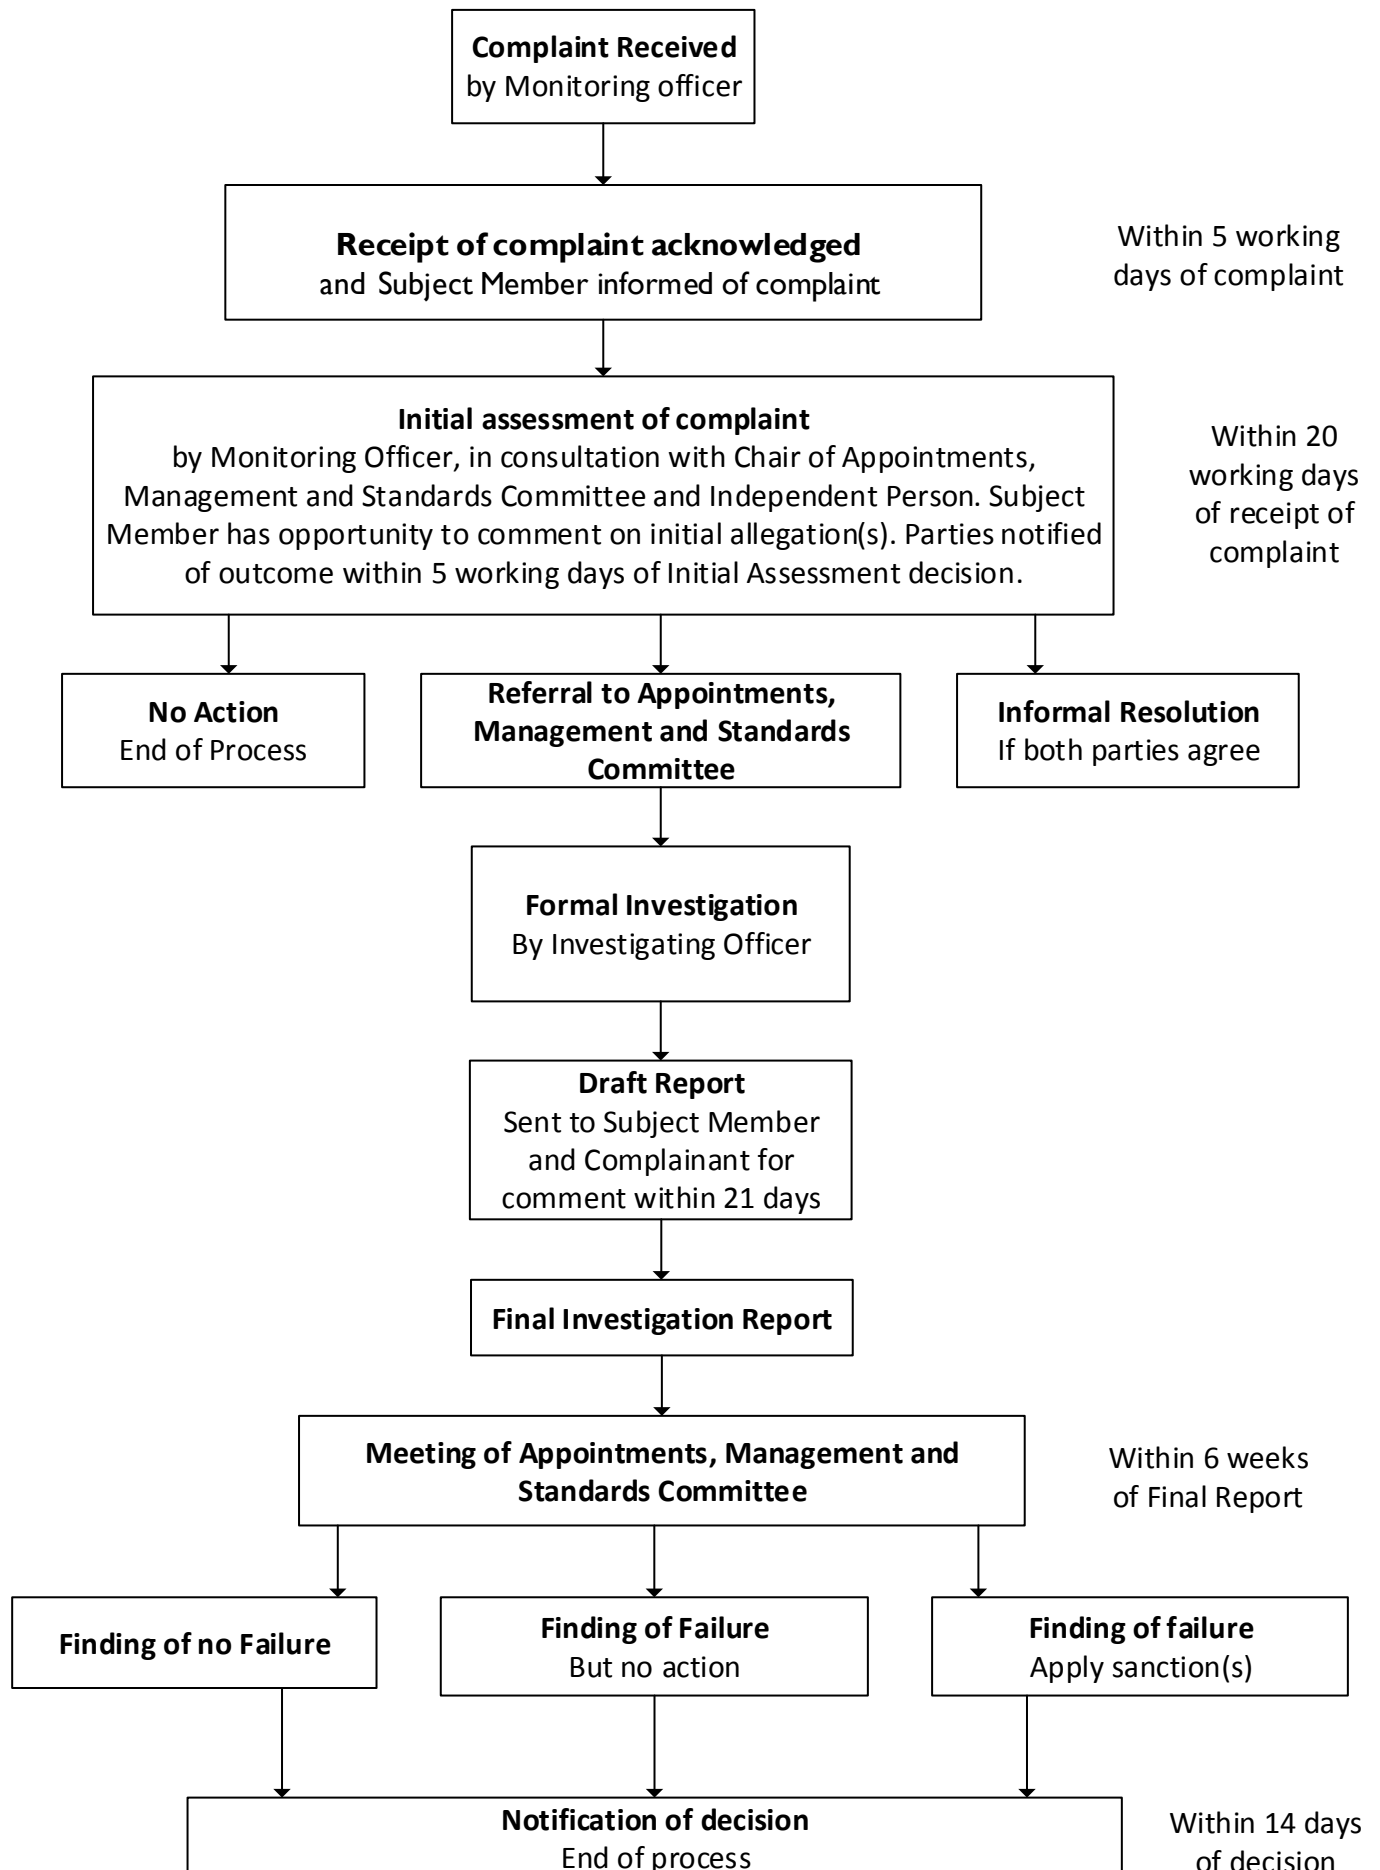 Complaint Received
by Monitoring officer
Receipt of complaint acknowledged
and Subject Member informed of complaint
Within 5 working
days of complaint
Initial assessment of complaint
by Monitoring Officer, in consultation with Chair of Appointments,
Management and Standards Committee and Independent Person. Subject
Member has opportunity to comment on initial allegation(s). Parties notified
of outcome within 5 working days of Initial Assessment decision.
Within 20
working days
of receipt of
complaint
No Action
End of Process
Referral to Appointments,
Management and Standards
Committee
Informal Resolution
If both parties agree
Formal Investigation
By Investigating Officer
Draft Report
Sent to Subject Member
and Complainant for
comment within 21 days
Final Investigation Report
Meeting of Appointments, Management and
Standards Committee
Within 6 weeks
of Final Report
Finding of no Failure
Finding of Failure
But no action
Finding of failure
Apply sanction(s)
Notification of decision
End of process
Within 14 days
of decision